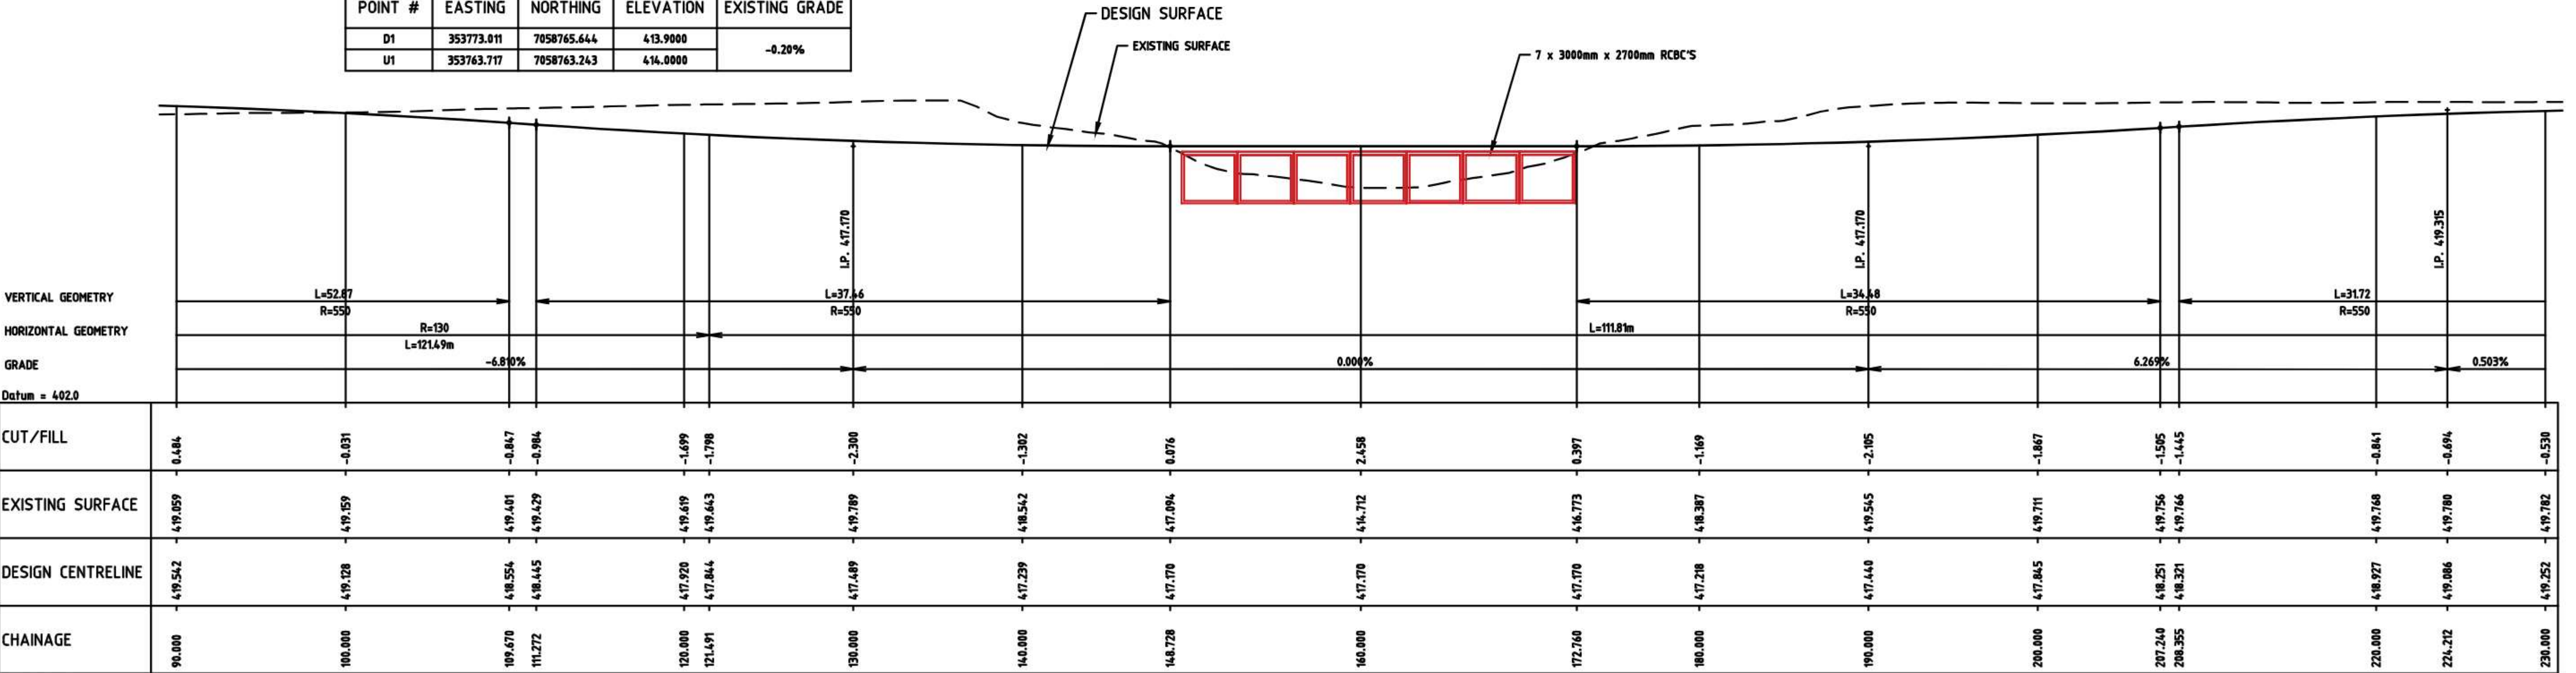 POINT # EASTING NORTHING ELEVATION EXISTING GRADE
D1 353773.011 7058765.644 413.9000 -0.20%
U1 353763.717 7058763.243 414.0000
DESIGN SURFACE
EXISTING SURFACE
7 x 3000mm x 2700mm RCBC'S
I.P. 417.170
I.P. 417.170
I.P. 419.315
VERTICAL GEOMETRY L=52.87 L=37.46 L=34.48 L=31.72
R=550 R=550 R=550 R=550
HORIZONTAL GEOMETRY R=130 L=111.81m
L=121.49m
GRADE -6.810% 0.000% 6.269% 0.503%
Datum = 402.0
CUT/FILL 0.484 -0.031 -0.847 -0.984 -1.699 -1.798 -2.300 -1.302 0.076 2.458 0.397 -1.169 -2.105 -1.867 -1.505 -1.445 -0.841 -0.694 -0.530
EXISTING SURFACE 419.059 419.159 419.401 419.429 419.619 419.643 419.789 418.542 417.094 414.712 416.773 418.387 419.545 419.711 419.756 419.766 419.768 419.780 419.782
DESIGN CENTRELINE 419.542 419.128 418.554 418.445 417.920 417.844 417.489 417.239 417.170 417.170 417.170 417.218 417.440 417.845 418.251 418.321 418.927 419.086 419.252
CHAINAGE 90.000 100.000 109.670 111.272 120.000 121.491 130.000 140.000 148.728 160.000 172.760 180.000 190.000 200.000 207.240 208.355 220.000 224.212 230.000